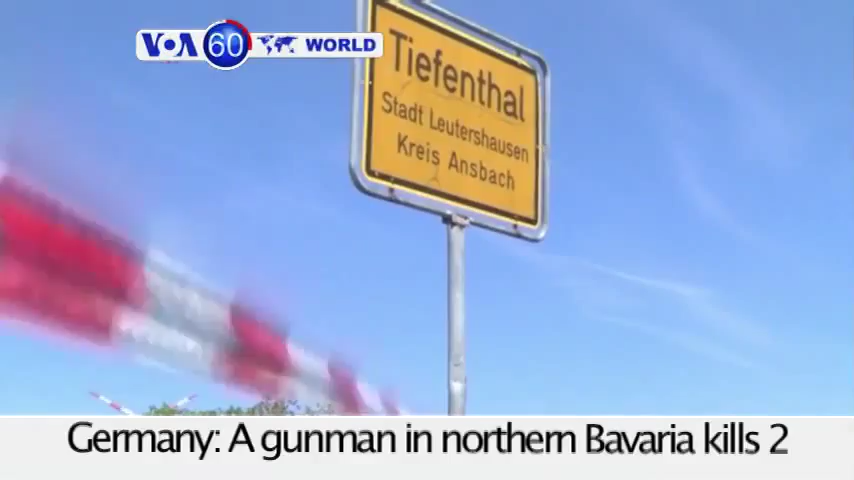 VOA 60 WORLD
Tiefenthal
Stadt Leutershausen
Kreis Ansbach
Germany: A gunman in northern Bavaria kills 2